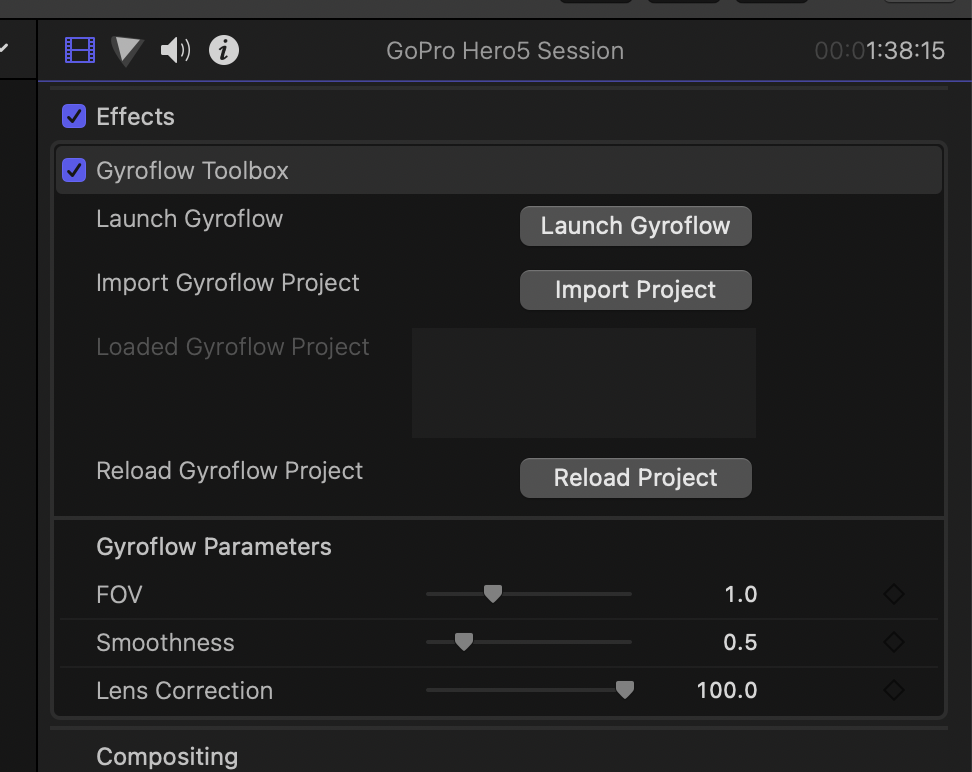 GoPro Hero5 Session 00:01:38:15
Effects
Gyroflow Toolbox
Launch Gyroflow Launch Gyroflow
Import Gyroflow Project Import Project
Loaded Gyroflow Project
Reload Gyroflow Project Reload Project
Gyroflow Parameters
FOV 1.0
Smoothness 0.5
Lens Correction 100.0
Compositing